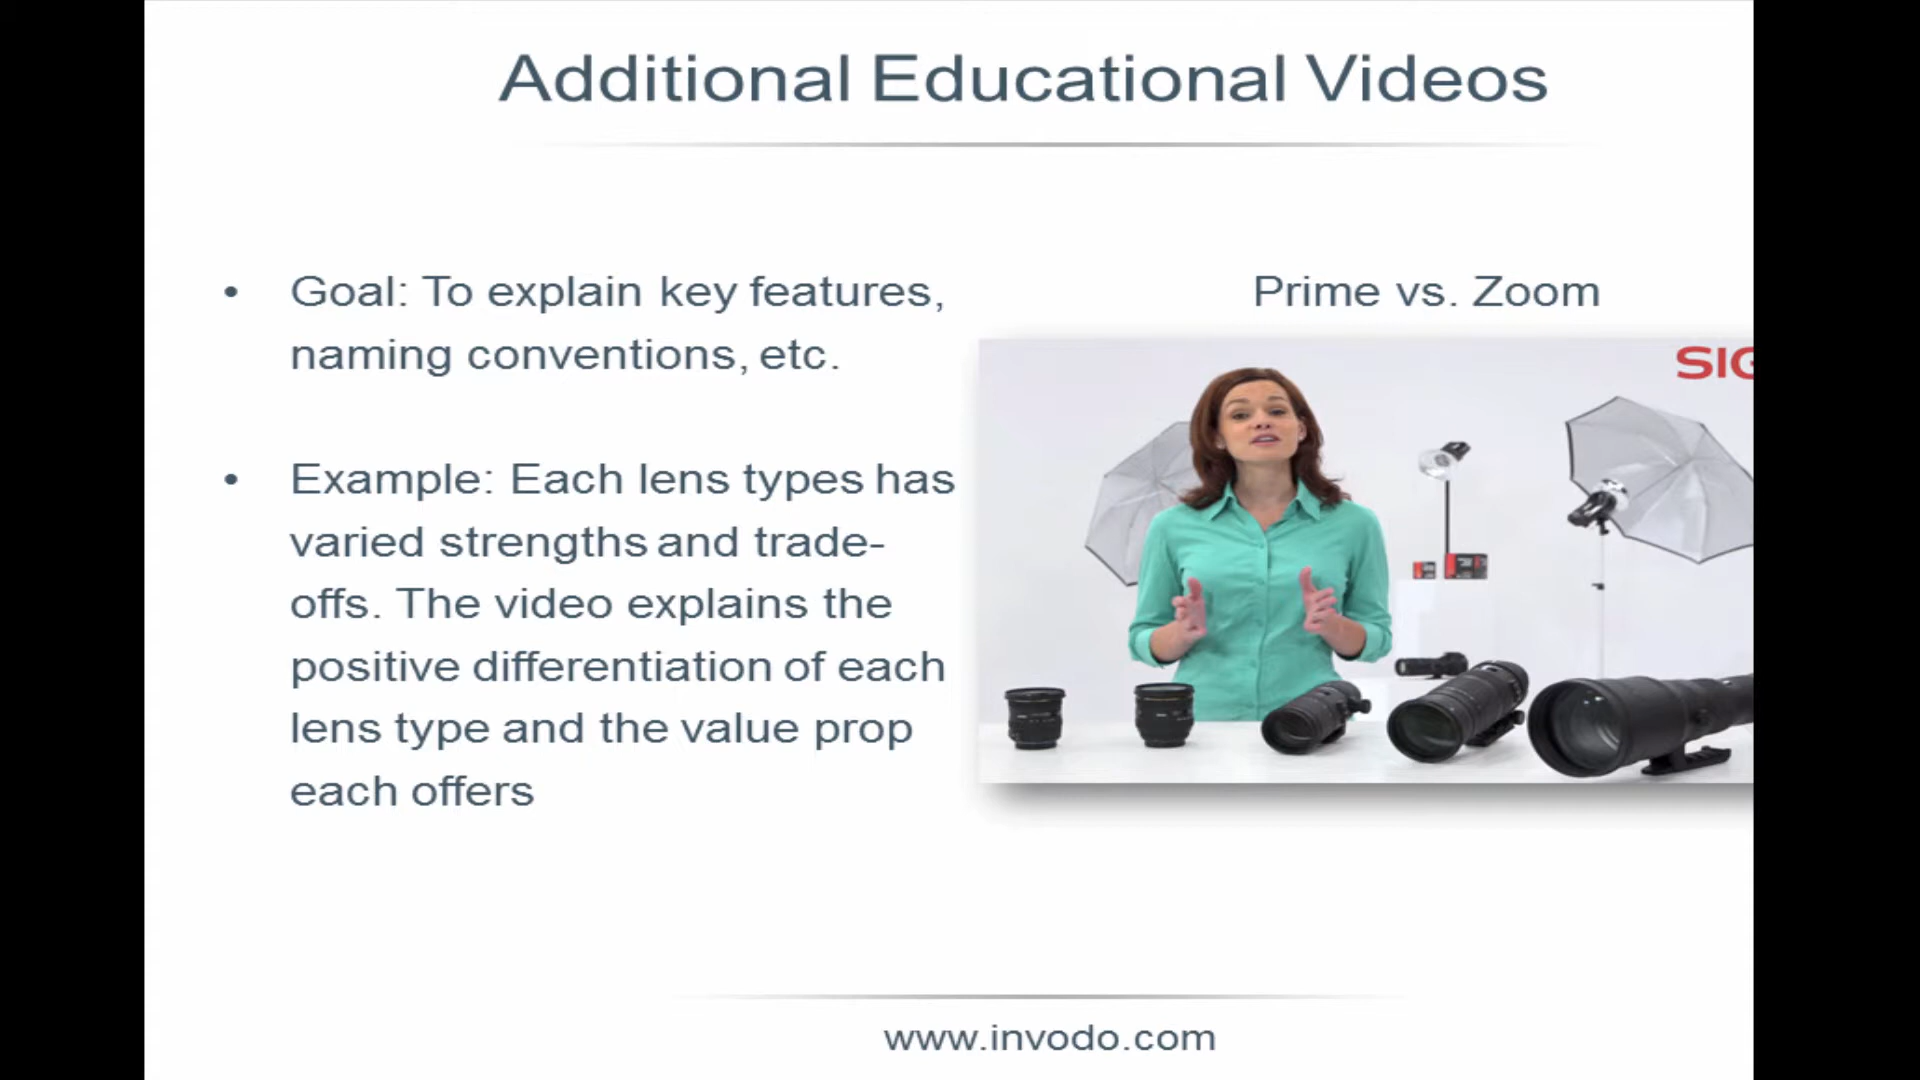 Additional Educational Videos
• Goal: To explain key features,
naming conventions, etc.
• Example: Each lens types has
varied strengths and trade-
offs. The video explains the
positive differentiation of each
lens type and the value prop
each offers
Prime vs. Zoom
SIG
www.invodo.com